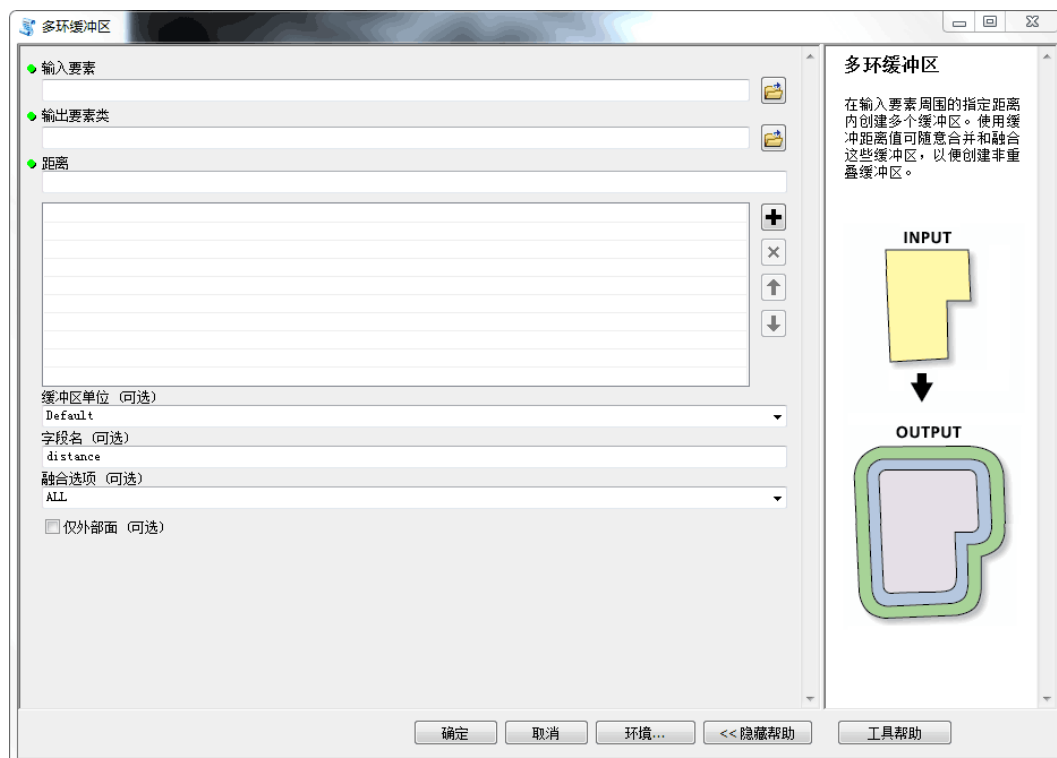 多环缓冲区
输入要素
输出要素类
距离
缓冲区单位 (可选)
Default
字段名 (可选)
distance
融合选项 (可选)
ALL
仅外部面 (可选)
确定
取消
环境...
<< 隐藏帮助
工具帮助
多环缓冲区
在输入要素周围的指定距离
内创建多个缓冲区。使用缓
冲距离值可随意合并和融合
这些缓冲区，以便创建非重
叠缓冲区。
INPUT
OUTPUT